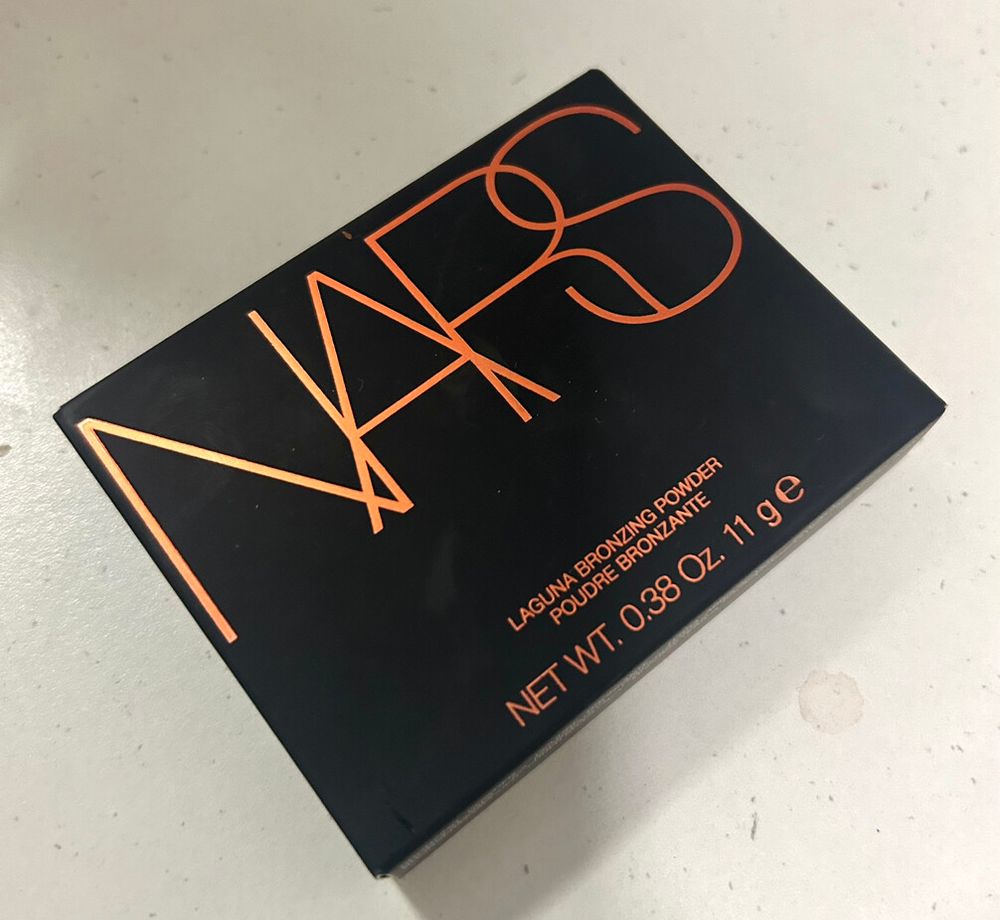 NARS
LAGUNA BRONZING POWDER
POUDRE BRONZANTE
NET WT. 0.38 Oz. 11 g e